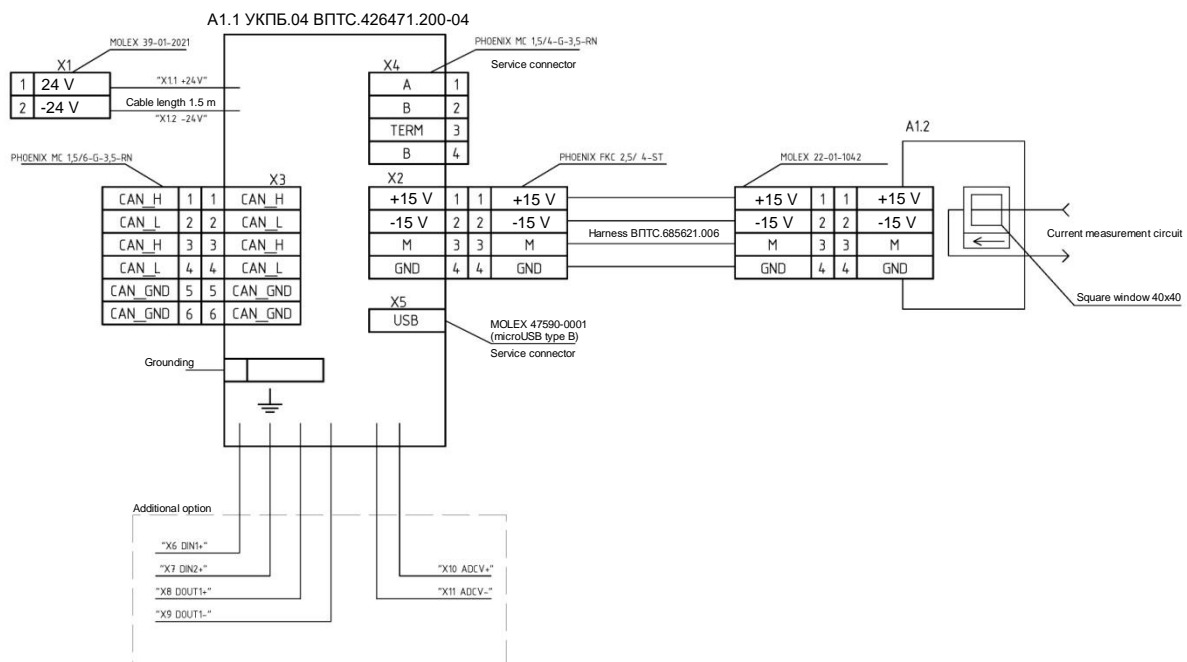 A1.1 УКПБ.04 ВПТС.426471.200-04
MOLEX 39-01-2021
X1
1 24 V
2 -24 V
"X1.1 +24V"
Cable length 1.5 m
"X1.2 -24V"
PHOENIX MC 1,5/4-G-3,5-RN
Service connector
X4
A 1
B 2
TERM 3
B 4
PHOENIX MC 1,5/6-G-3,5-RN
X3
CAN_H 1 1 CAN_H
CAN_L 2 2 CAN_L
CAN_H 3 3 CAN_H
CAN_L 4 4 CAN_L
CAN_GND 5 5 CAN_GND
CAN_GND 6 6 CAN_GND
X2
PHOENIX FKC 2,5/ 4-ST
MOLEX 22-01-1042
A1.2
+15 V 1 1 +15 V
-15 V 2 2 -15 V
M 3 3 M
GND 4 4 GND
Harness ВПТС.685621.006
+15 V 1 1 +15 V
-15 V 2 2 -15 V
M 3 3 M
GND 4 4 GND
Current measurement circuit
Square window 40x40
X5
USB
MOLEX 47590-0001
(microUSB type B)
Service connector
Grounding
Additional option
"X6 DIN1+"
"X7 DIN2+"
"X8 DOUT1+"
"X9 DOUT1-"
"X10 ADCV+"
"X11 ADCV-"